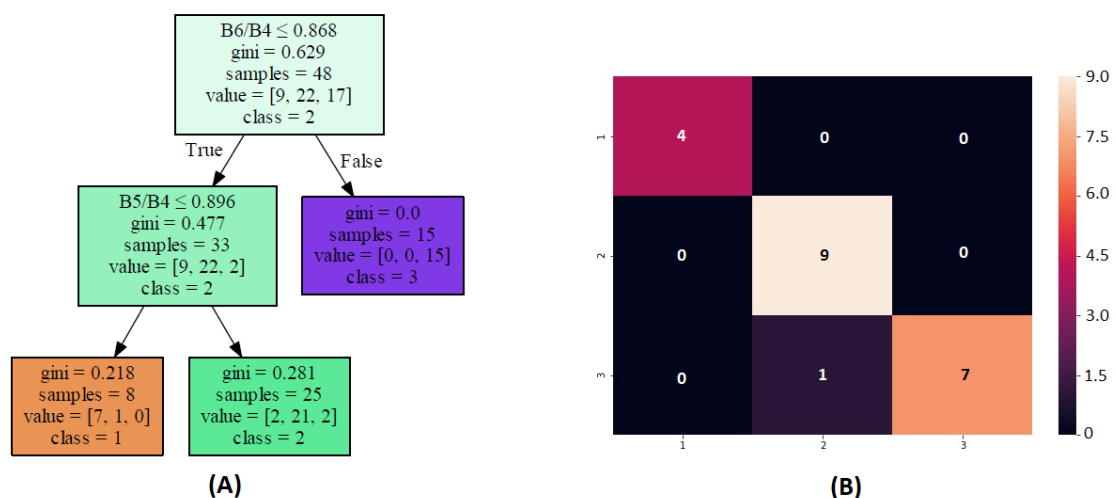 B6/B4 ≤ 0.868
gini = 0.629
samples = 48
value = [9, 22, 17]
class = 2
True
False
B5/B4 ≤ 0.896
gini = 0.477
samples = 33
value = [9, 22, 2]
class = 2
gini = 0.0
samples = 15
value = [0, 0, 15]
class = 3
gini = 0.218
samples = 8
value = [7, 1, 0]
class = 1
gini = 0.281
samples = 25
value = [2, 21, 2]
class = 2
(A)
1
4 0 0
2
0 9 0
3
0 1 7
1 2 3
9.0
7.5
6.0
4.5
3.0
1.5
0
(B)